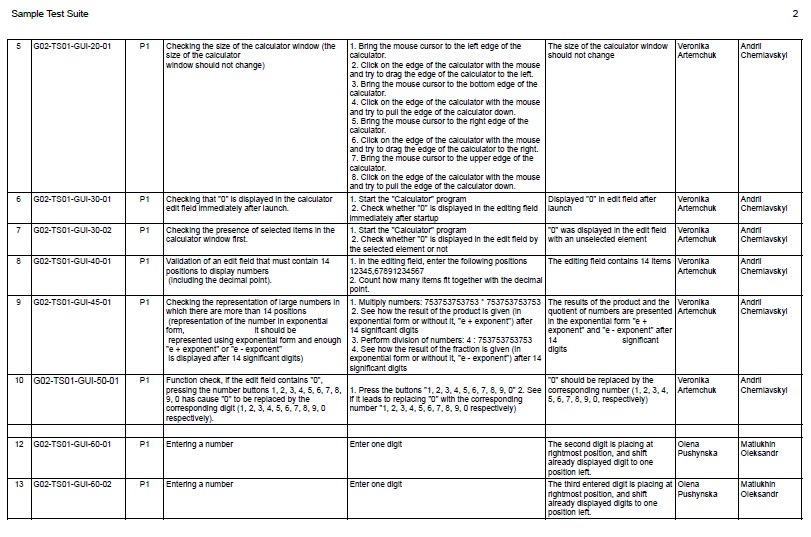 Sample Test Suite
2
5 G02-TS01-GUI-20-01 P1
Checking the size of the calculator window (the
size of the calculator
window should not change)
1. Bring the mouse cursor to the left edge of the
calculator.
2. Click on the edge of the calculator with the mouse
and try to drag the edge of the calculator to the left.
3. Bring the mouse cursor to the bottom edge of the
calculator.
4. Click on the edge of the calculator with the mouse
and try to pull the edge of the calculator down.
5. Bring the mouse cursor to the right edge of the
calculator.
6. Click on the edge of the calculator with the mouse
and try to drag the edge of the calculator to the right.
7. Bring the mouse cursor to the upper edge of the
calculator.
8. Click on the edge of the calculator with the mouse
and try to pull the edge of the calculator down.
The size of the calculator window
should not change
Veronika
Artemchuk
Andrii
Cherniavskyi
6 G02-TS01-GUI-30-01 P1
Checking that "0" is displayed in the calculator
edit field immediately after launch.
1. Start the "Calculator" program
2. Check whether "0" is displayed in the editing field
immediately after startup
Displayed "0" in edit field after
launch
Veronika
Artemchuk
Andrii
Cherniavskyi
7 G02-TS01-GUI-30-02 P1
Checking the presence of selected items in the
calculator window first.
1. Start the "Calculator" program
2. Check whether "0" is displayed in the edit field by
the selected element or not
"0" was displayed in the edit field
with an unselected element
Veronika
Artemchuk
Andrii
Cherniavskyi
8 G02-TS01-GUI-40-01 P1
Validation of an edit field that must contain 14
positions to display numbers
(including the decimal point).
1. In the editing field, enter the following positions
12345,67891234567
2. Count how many items fit together with the decimal
point.
The editing field contains 14 items
Veronika
Artemchuk
Andrii
Cherniavskyi
9 G02-TS01-GUI-45-01 P1
Checking the representation of large numbers in
which there are more than 14 positions
(representation of the number in exponential
form, it should be
represented using exponential form and enough
"e + exponent" or "e - exponent"
is displayed after 14 significant digits)
1. Multiply numbers: 753753753753 * 753753753753
2. See how the result of the product is given (in
exponential form or without it, "e + exponent") after
14 significant digits
3. Perform division of numbers: 4 : 753753753753
4. See how the result of the fraction is given (in
exponential form or without it, "e - exponent") after 14
significant digits
The results of the product and the
quotient of numbers are presented
in the exponential form "e +
exponent" and "e - exponent" after
14 significant
digits
Veronika
Artemchuk
Andrii
Cherniavskyi
10 G02-TS01-GUI-50-01 P1
Function check, if the edit field contains "0",
pressing the number buttons 1, 2, 3, 4, 5, 6, 7, 8,
9, 0 has cause "0" to be replaced by the
corresponding digit (1, 2, 3, 4, 5, 6, 7, 8, 9, 0
respectively).
1. Press the buttons "1, 2, 3, 4, 5, 6, 7, 8, 9, 0" 2. See
if it leads to replacing "0" with the corresponding
number "1, 2, 3, 4, 5, 6, 7, 8, 9, 0 respectively)
"0" should be replaced by the
corresponding number (1, 2, 3, 4,
5, 6, 7, 8, 9, 0, respectively)
Veronika
Artemchuk
Andrii
Cherniavskyi
12 G02-TS01-GUI-60-01 P1
Entering a number
Enter one digit
The second digit is placing at
rightmost position, and shift
already displayed digit to one
position left.
Olena
Pushynska
Matiukhin
Oleksandr
13 G02-TS01-GUI-60-02 P1
Entering a number
Enter one digit
The third entered digit is placing at
rightmost position, and shift
already displayed digits to one
position left.
Olena
Pushynska
Matiukhin
Oleksandr